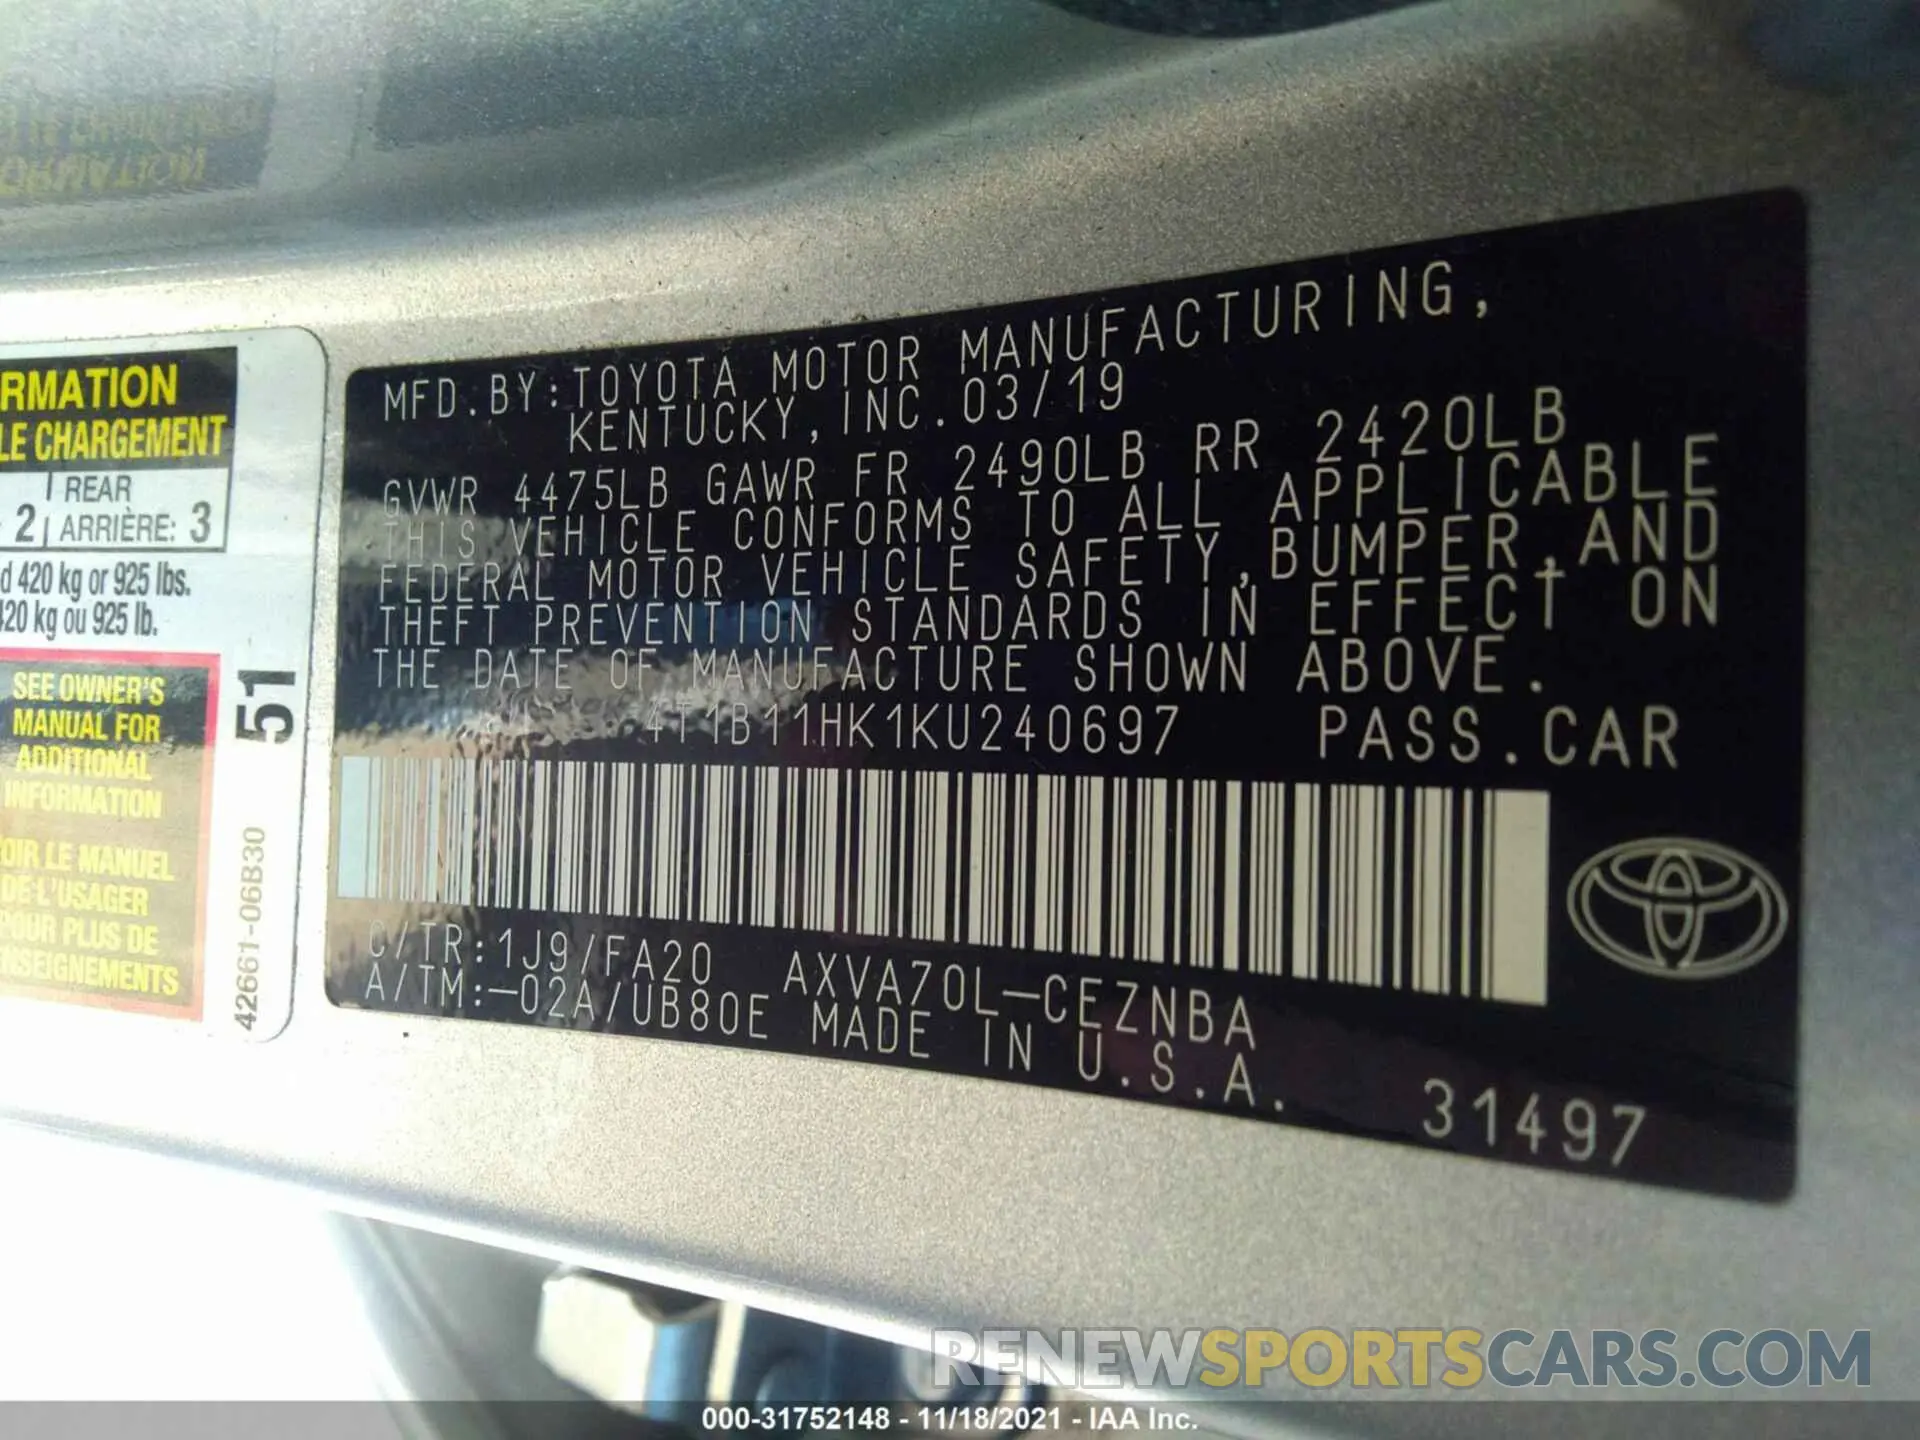 RMATION
LE CHARGEMENT
REAR
2 ARRIÈRE: 3
d 420 kg or 925 lbs.
420 kg ou 925 lb.
SEE OWNER'S
MANUAL FOR
ADDITIONAL
INFORMATION
OIR LE MANUEL
DE L'USAGER
POUR PLUS DE
NSEIGNEMENTS
51
42661-06B30
MFD.BY:TOYOTA MOTOR MANUFACTURING,
KENTUCKY,INC.03/19
GVWR 4475LB GAWR FR 2490LB RR 2420LB
THIS VEHICLE CONFORMS TO ALL APPLICABLE
FEDERAL MOTOR VEHICLE SAFETY,BUMPER,AND
THEFT PREVENTION STANDARDS IN EFFECT ON
THE DATE OF MANUFACTURE SHOWN ABOVE.
4T1B11HK1KU240697 PASS.CAR
C/TR:1J9/FA20 AXVA70L-CEZNBA
A/TM:-02A/UB80E MADE IN U.S.A.
31497
RENEWSPORTSCARS.COM
000-31752148 - 11/18/2021 - IAA Inc.